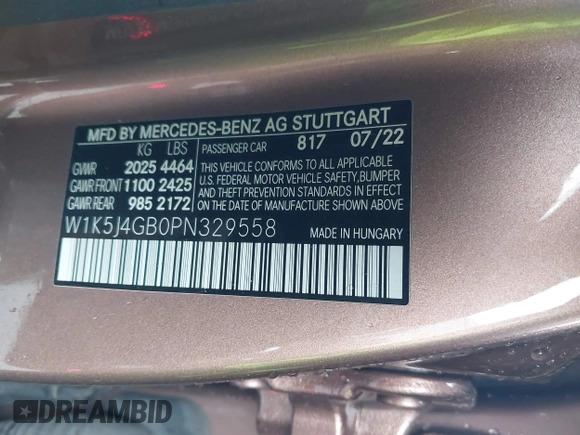 MFD BY MERCEDES-BENZ AG STUTTGART
KG LBS PASSENGER CAR 817 07/22
GVWR 2025 4464
GAWR FRONT 1100 2425
GAWR REAR 985 2172
THIS VEHICLE CONFORMS TO ALL APPLICABLE
U.S. FEDERAL MOTOR VEHICLE SAFETY, BUMPER
AND THEFT PREVENTION STANDARDS IN EFFECT
ON THE DATE OF MANUFACTURE SHOWN ABOVE
W1K5J4GB0PN329558
MADE IN HUNGARY
DREAMBID